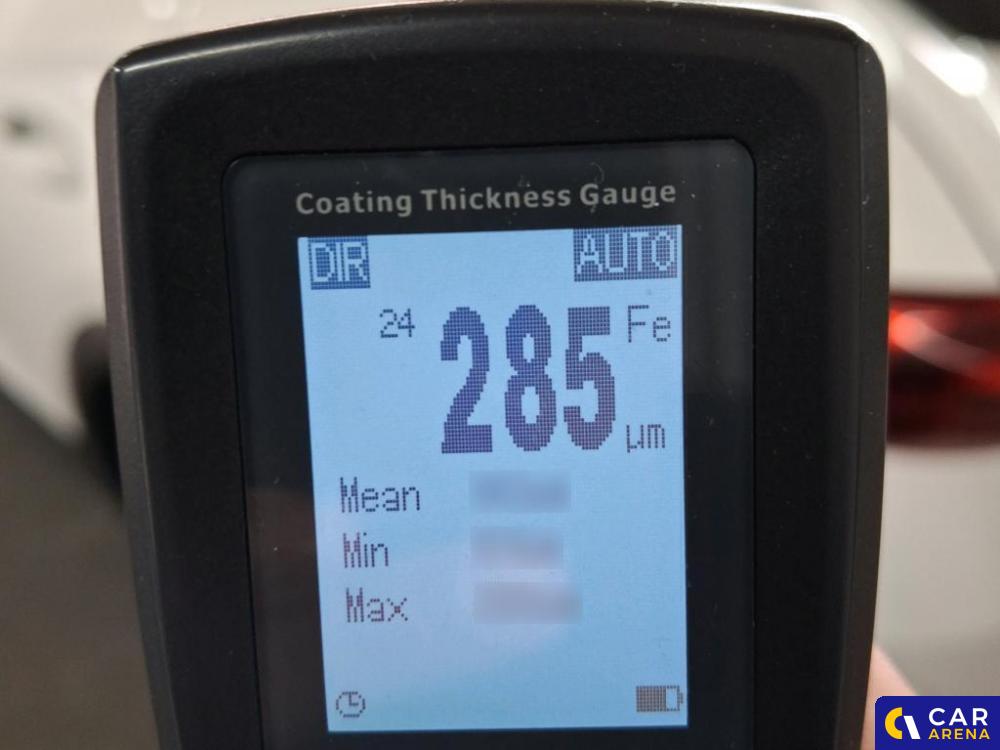 Coating Thickness Gauge
DIR AUTO
24 285 Fe
µm
Mean
Min
Max
CAR
ARENA